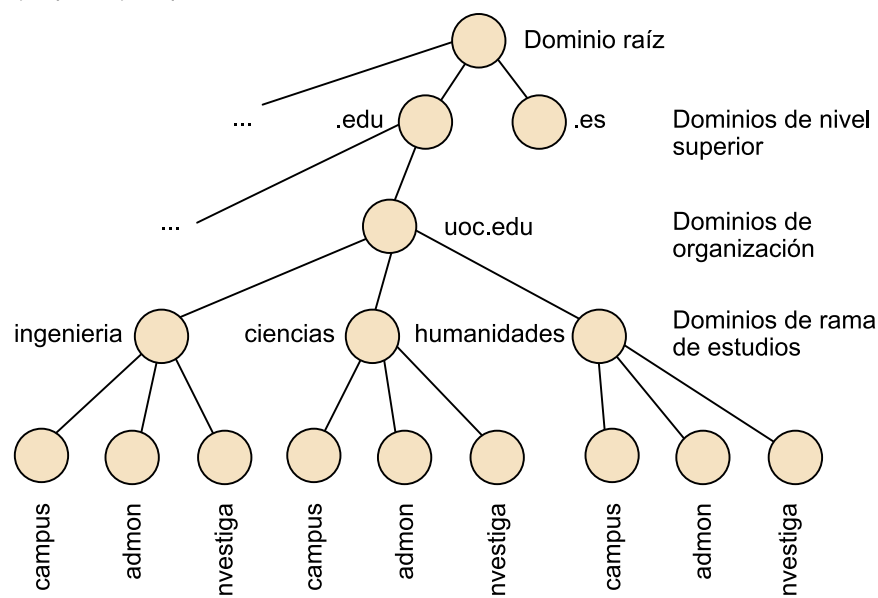 Dominio raíz
...
.edu
.es
Dominios de nivel
superior
...
uoc.edu
Dominios de
organización
ingenieria
ciencias
humanidades
Dominios de rama
de estudios
campus
admon
nvestiga
campus
admon
nvestiga
campus
admon
nvestiga